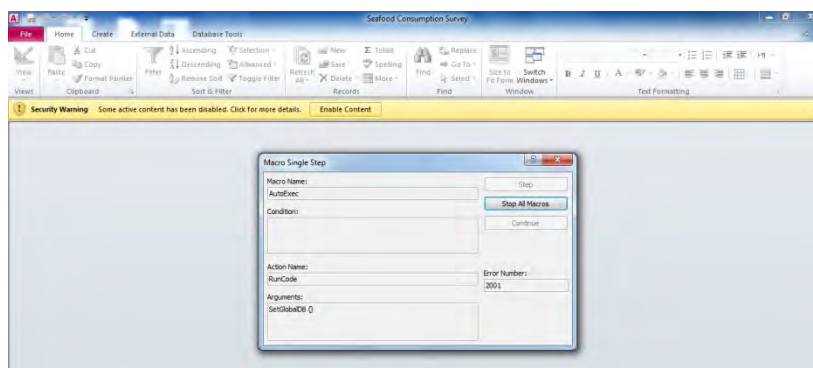 Seafood Consumption Survey
File Home Create External Data Database Tools
View Paste Cut Copy Format Painter
Filter Ascending Descending Remove Sort Selection Advanced Toggle Filter
Refresh All New Save Delete Totals Spelling More
Find Replace Go To Select
Size to Fit Form Switch Windows
B I U A
Views Clipboard Sort & Filter Records Find Window Text Formatting
Security Warning Some active content has been disabled. Click for more details. Enable Content
Macro Single Step
Macro Name:
AutoExec
Step
Stop All Macros
Condition:
Continue
Action Name:
RunCode
Error Number:
2001
Arguments:
SetGlobalDB ()